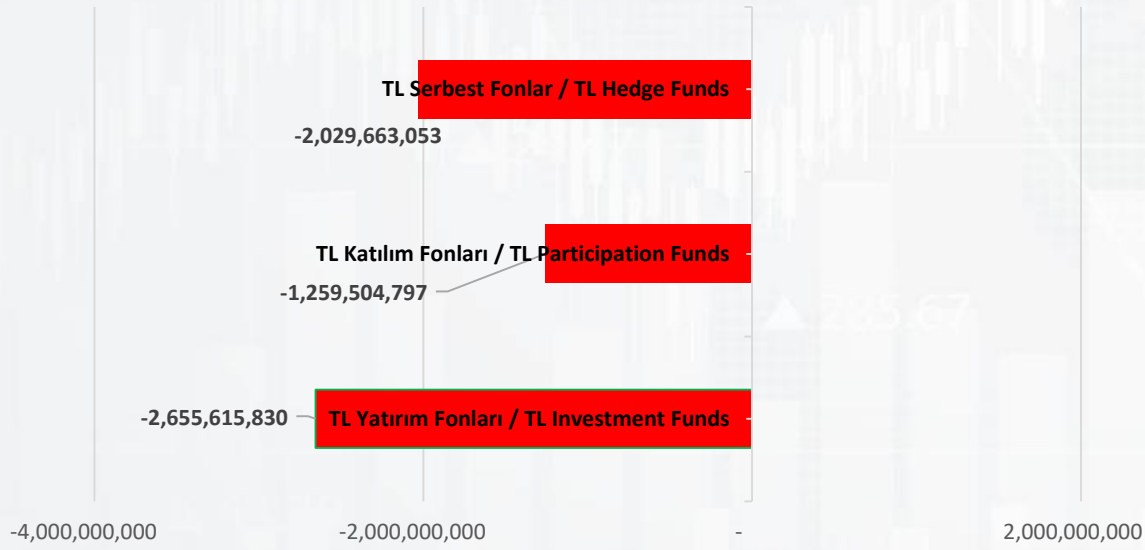 TL Serbest Fonlar / TL Hedge Funds
-2,029,663,053
TL Katılım Fonları / TL Participation Funds
-1,259,504,797
285.67
-2,655,615,830
TL Yatırım Fonları / TL Investment Funds
-4,000,000,000
-2,000,000,000
-
2,000,000,000